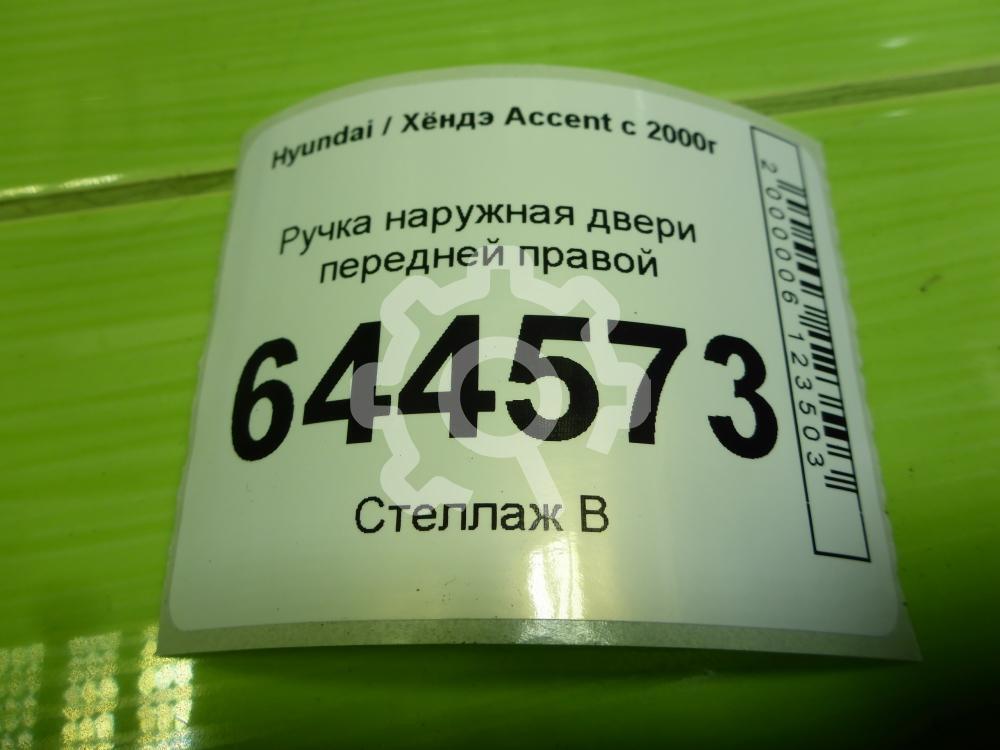 Hyundai / Хёндэ Accent с 2000г
Ручка наружная двери
передней правой
644573
Стеллаж В
2000006123503